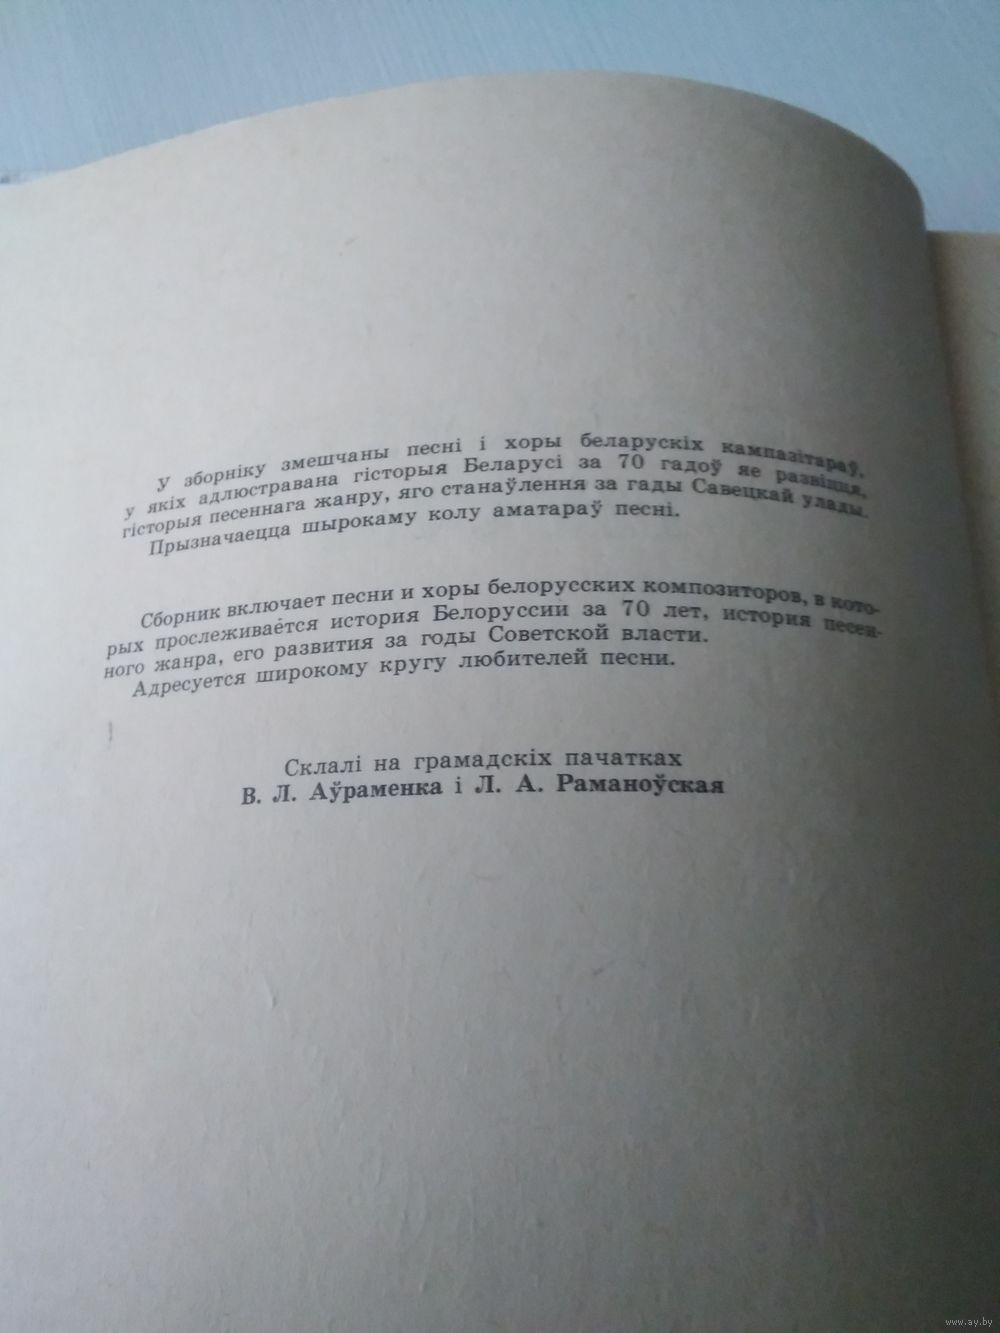 У зборніку змешчаны песні і хоры беларускіх кампазітараў,
у якіх адлюстравана гісторыя Беларусі за 70 гадоў яе развіцця,
гісторыя песеннага жанру, яго станаўлення за гады Савецкай улады.
Прызначаецца шырокаму колу аматараў песні.
Сборник включает песни и хоры белорусских композиторов, в кото-
рых прослеживается история Белоруссии за 70 лет, история песен-
ного жанра, его развития за годы Советской власти.
Адресуется широкому кругу любителей песни.
Склалі на грамадскіх пачатках
В. Л. Аўраменка і Л. А. Раманоўская
www.ay.by